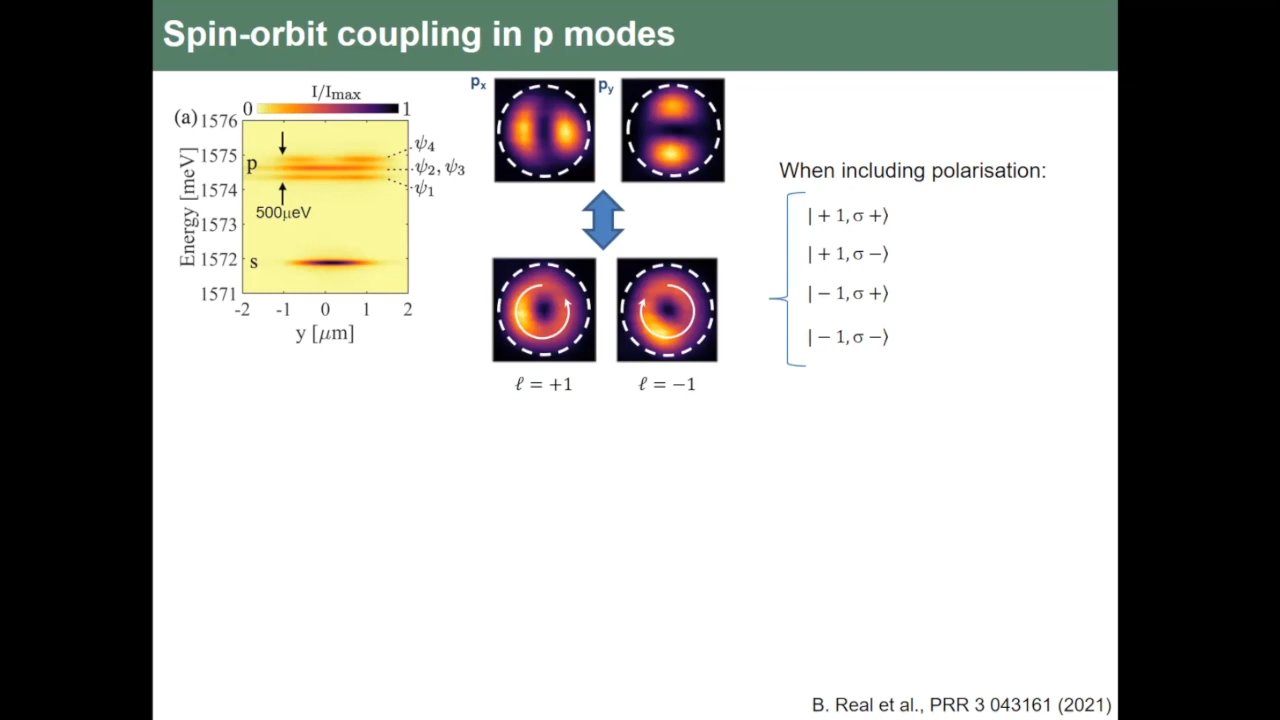 Spin-orbit coupling in p modes
I/Imax
0 1
(a)
1576
1575
1574
1573
1572
1571
Energy [meV]
p
s
500μeV
ψ4
ψ2, ψ3
ψ1
-2 -1 0 1 2
y [μm]
px
py
ℓ = +1
ℓ = −1
When including polarisation:
| + 1, σ +⟩
| + 1, σ −⟩
| − 1, σ +⟩
| − 1, σ −⟩
B. Real et al., PRR 3 043161 (2021)